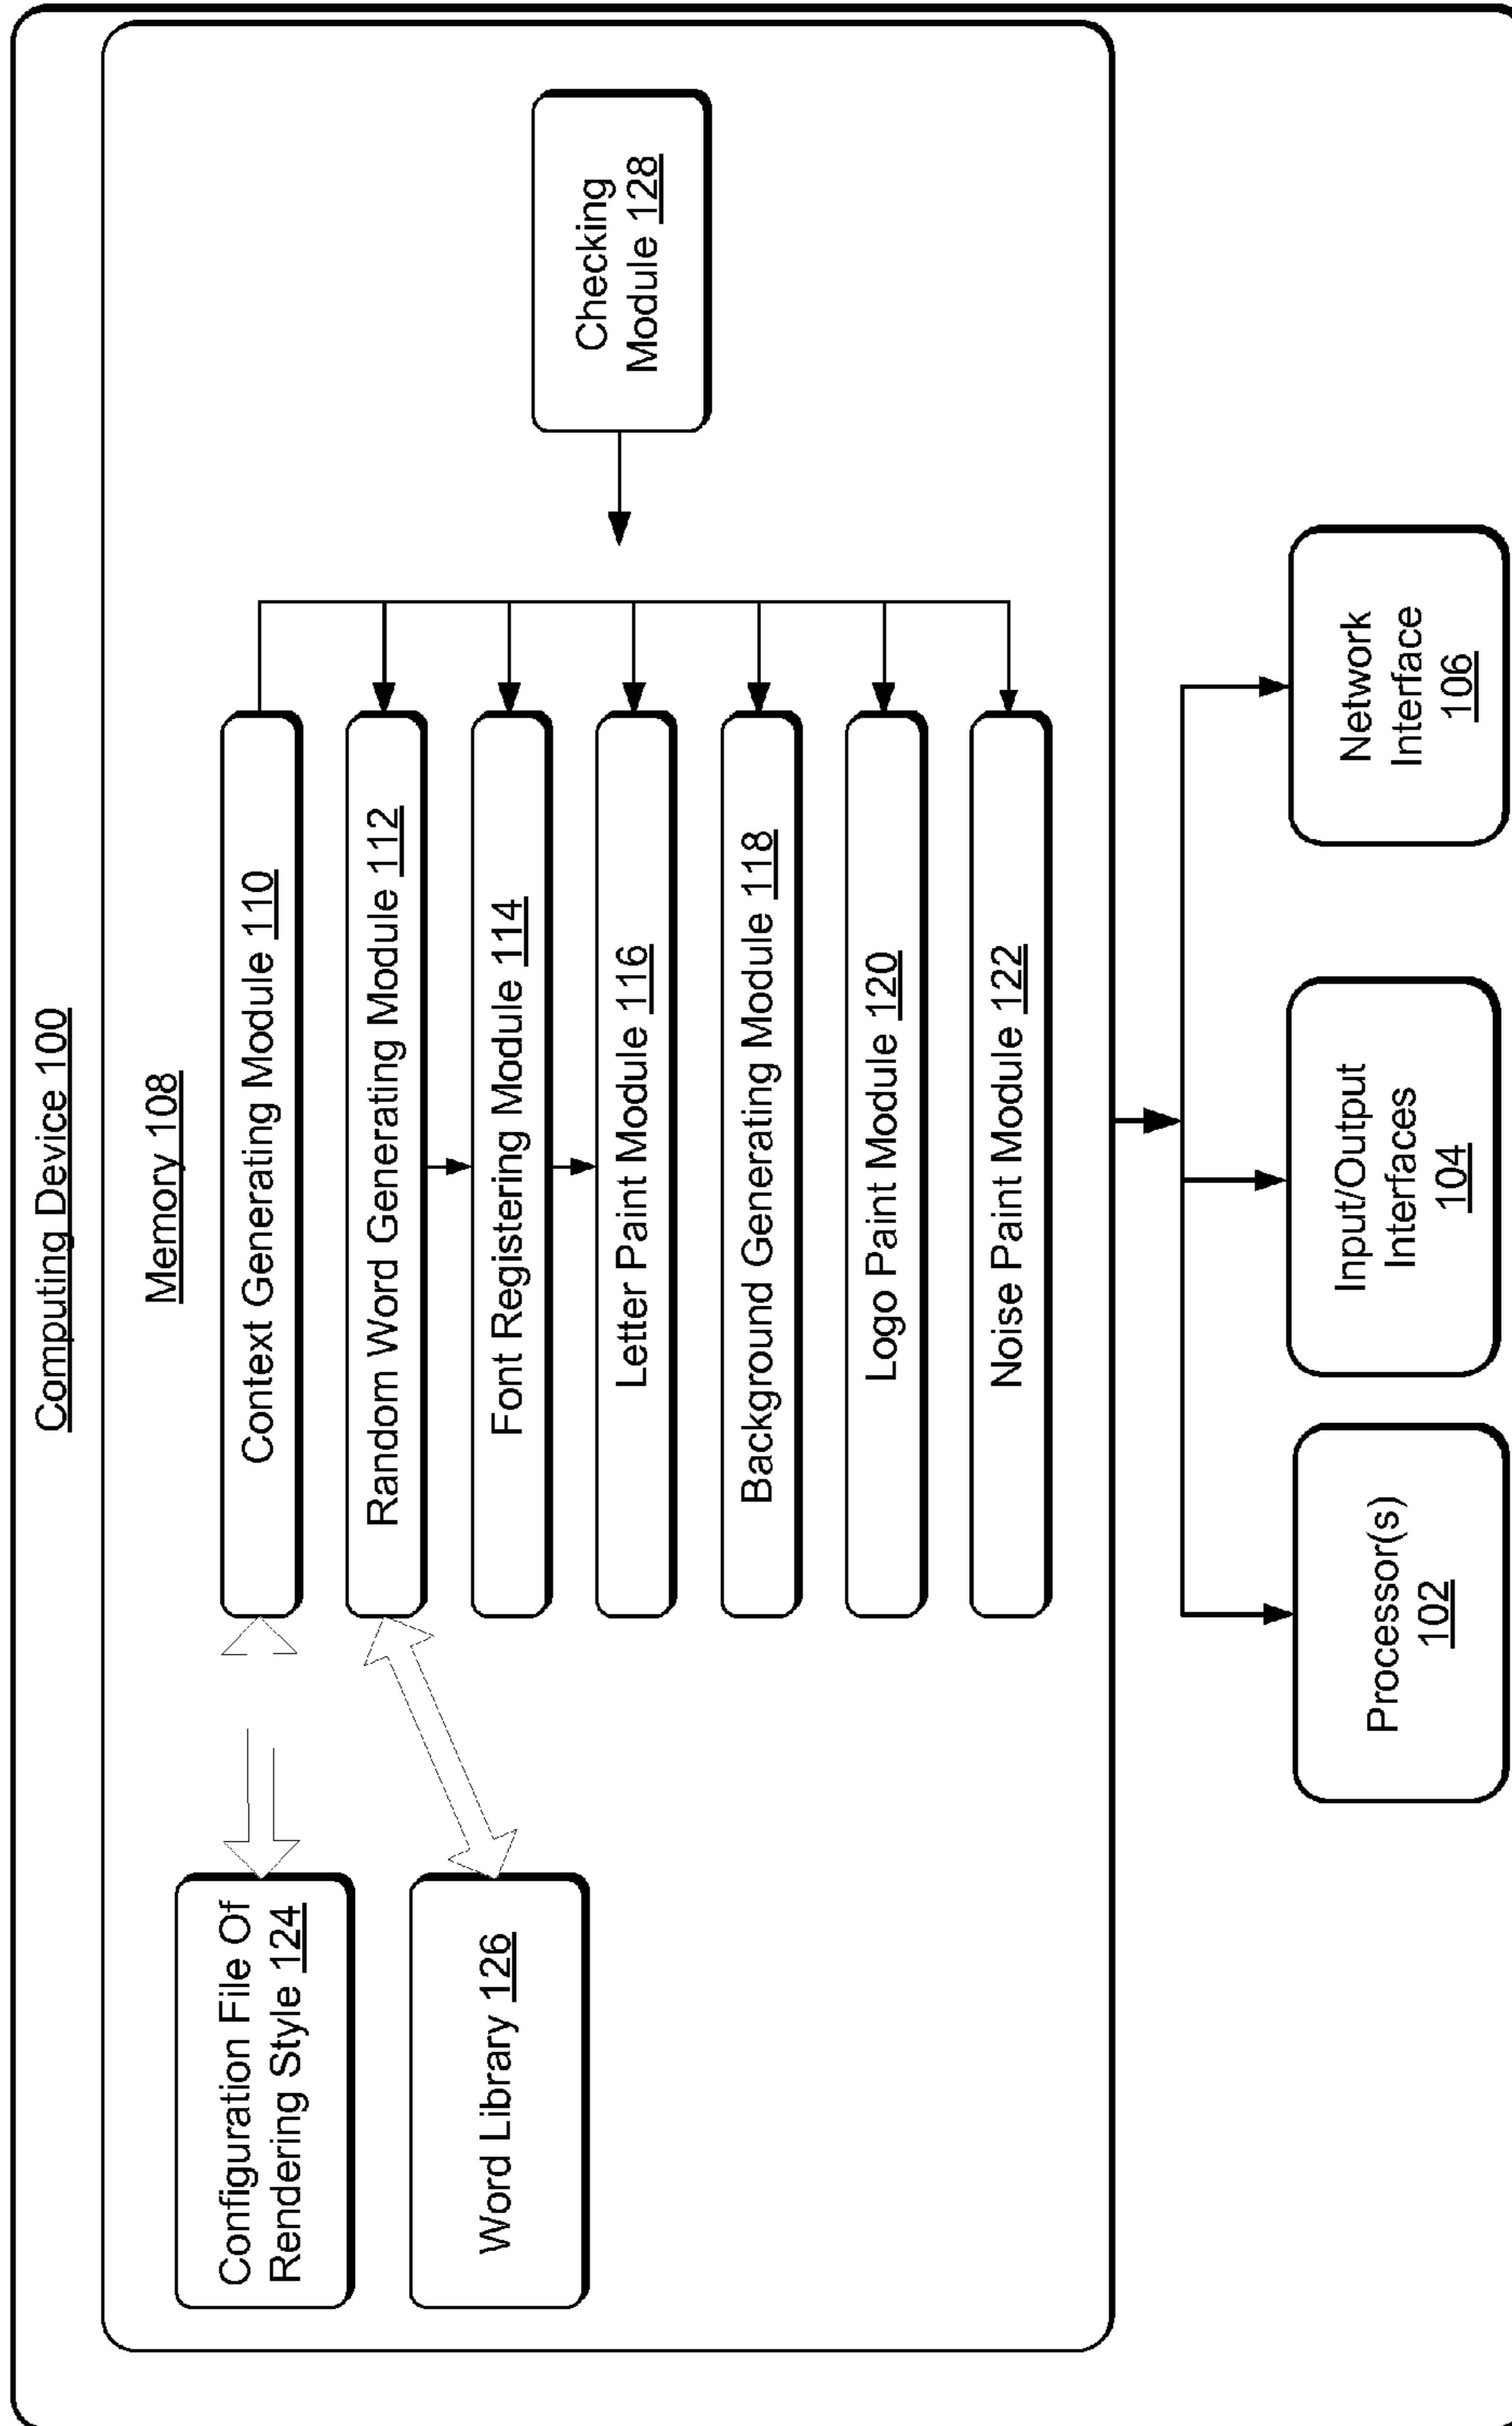 Computing Device 100
Memory 108
Configuration File Of
Rendering Style 124
Word Library 126
Context Generating Module 110
Random Word Generating Module 112
Font Registering Module 114
Letter Paint Module 116
Background Generating Module 118
Logo Paint Module 120
Noise Paint Module 122
Checking
Module 128
Processor(s)
102
Input/Output
Interfaces
104
Network
Interface
106